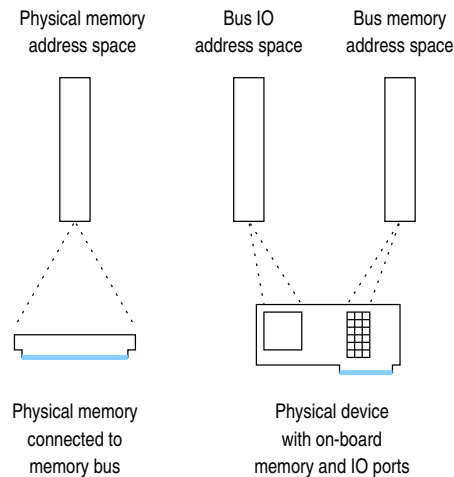 Physical memory
address space
Bus IO
address space
Bus memory
address space
Physical memory
connected to
memory bus
Physical device
with on-board
memory and IO ports